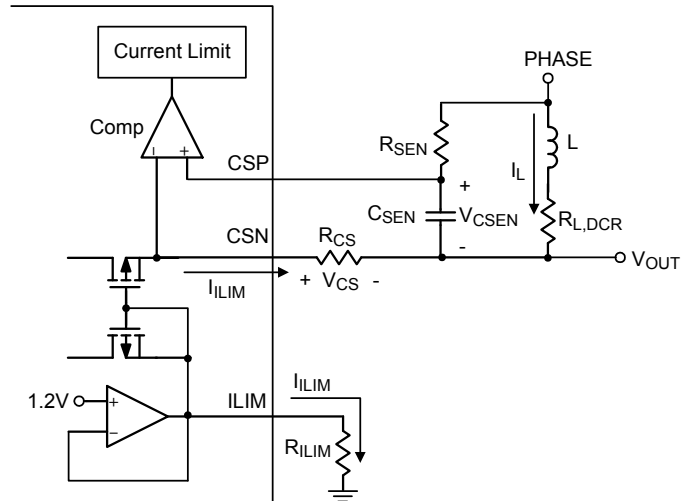 Current Limit
PHASE
Comp
R_SEN
L
I_L
- +
CSP
+
C_SEN
V_CSEN
R_L,DCR
CSN
R_CS
-
V_OUT
I_ILIM
+ V_CS -
1.2V
+
-
ILIM
I_ILIM
R_ILIM